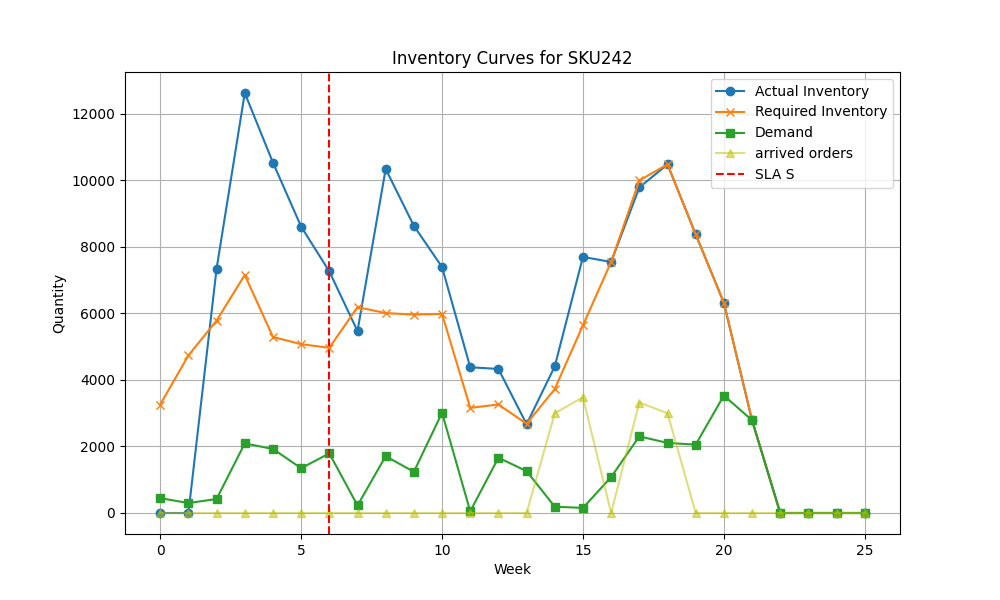 Inventory Curves for SKU242
Actual Inventory
Required Inventory
Demand
arrived orders
SLA S
12000
10000
8000
6000
4000
2000
0
Quantity
0 5 10 15 20 25
Week